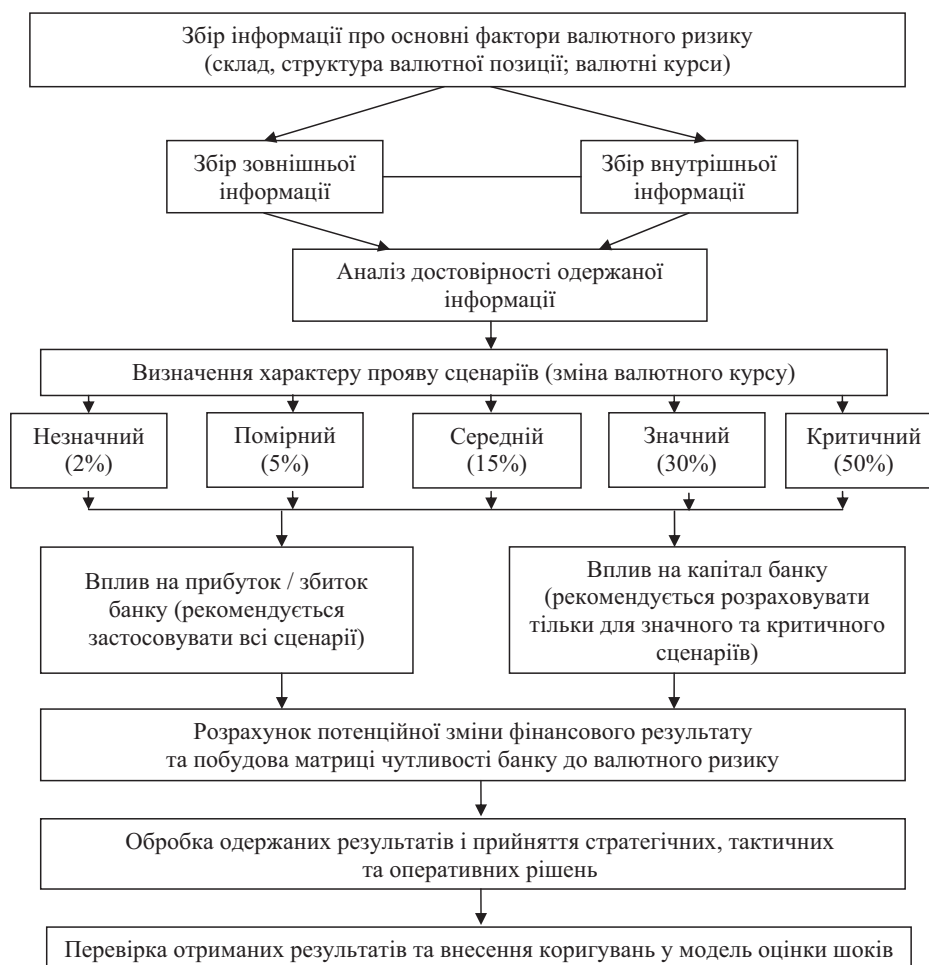 Збір інформації про основні фактори валютного ризику
(склад, структура валютної позиції; валютні курси)
Збір зовнішньої
інформації
Збір внутрішньої
інформації
Аналіз достовірності одержаної
інформації
Визначення характеру прояву сценаріїв (зміна валютного курсу)
Незначний
(2%)
Помірний
(5%)
Середній
(15%)
Значний
(30%)
Критичний
(50%)
Вплив на прибуток / збиток
банку (рекомендується
застосовувати всі сценарії)
Вплив на капітал банку
(рекомендується розраховувати
тільки для значного та критичного
сценаріїв)
Розрахунок потенційної зміни фінансового результату
та побудова матриці чутливості банку до валютного ризику
Обробка одержаних результатів і прийняття стратегічних, тактичних
та оперативних рішень
Перевірка отриманих результатів та внесення коригувань у модель оцінки шоків